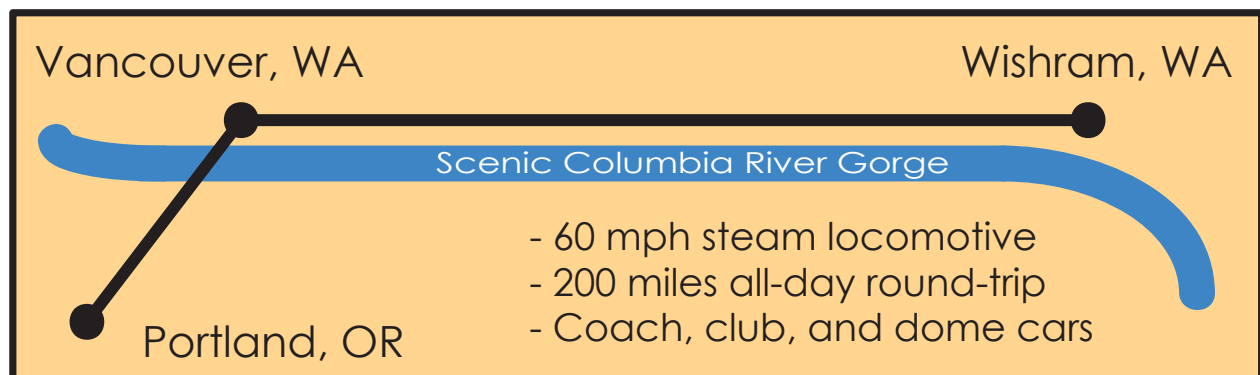 Vancouver, WA
Wishram, WA
Scenic Columbia River Gorge
- 60 mph steam locomotive
- 200 miles all-day round-trip
- Coach, club, and dome cars
Portland, OR